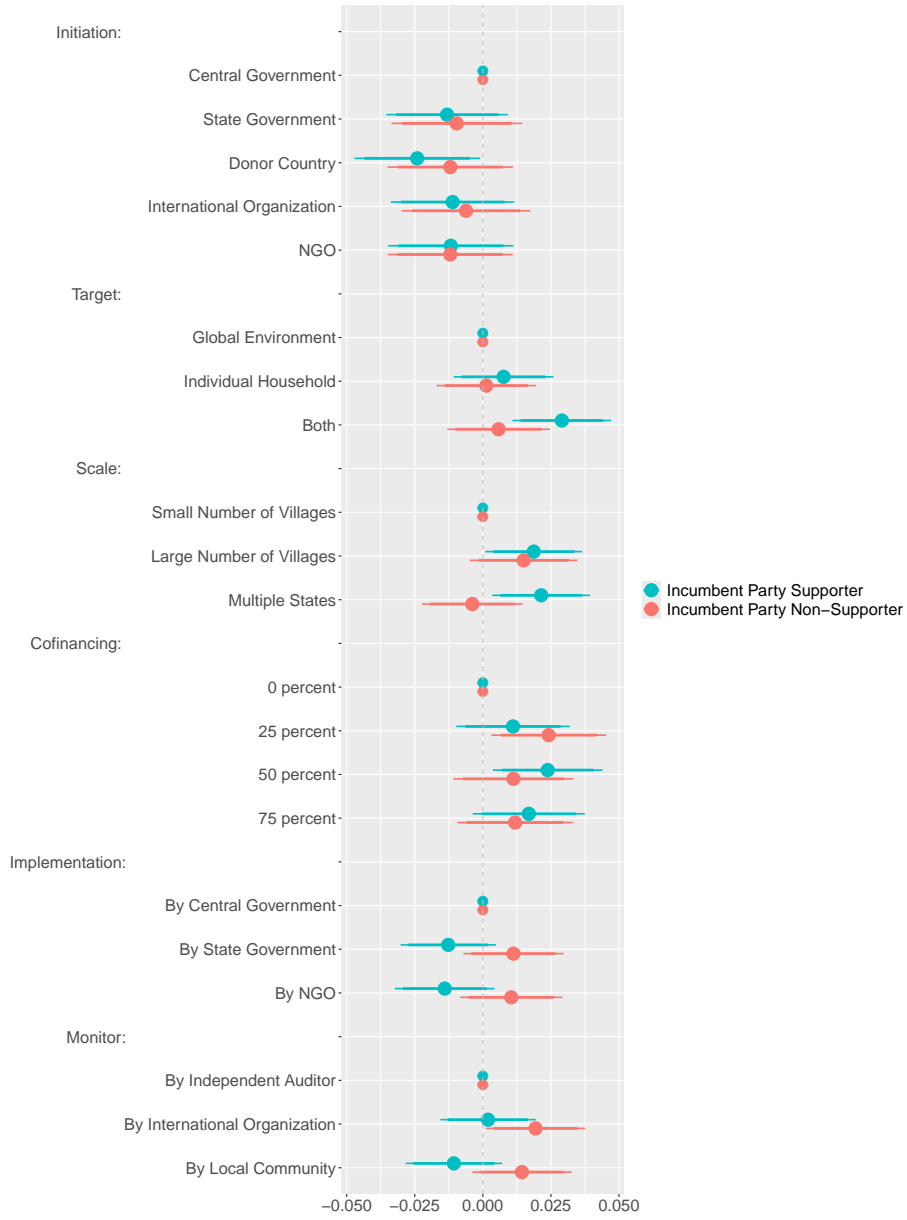 Initiation:
Central Government
State Government
Donor Country
International Organization
NGO
Target:
Global Environment
Individual Household
Both
Scale:
Small Number of Villages
Large Number of Villages
Multiple States
Cofinancing:
0 percent
25 percent
50 percent
75 percent
Implementation:
By Central Government
By State Government
By NGO
Monitor:
By Independent Auditor
By International Organization
By Local Community
−0.050 −0.025 0.000 0.025 0.050
Incumbent Party Supporter
Incumbent Party Non−Supporter